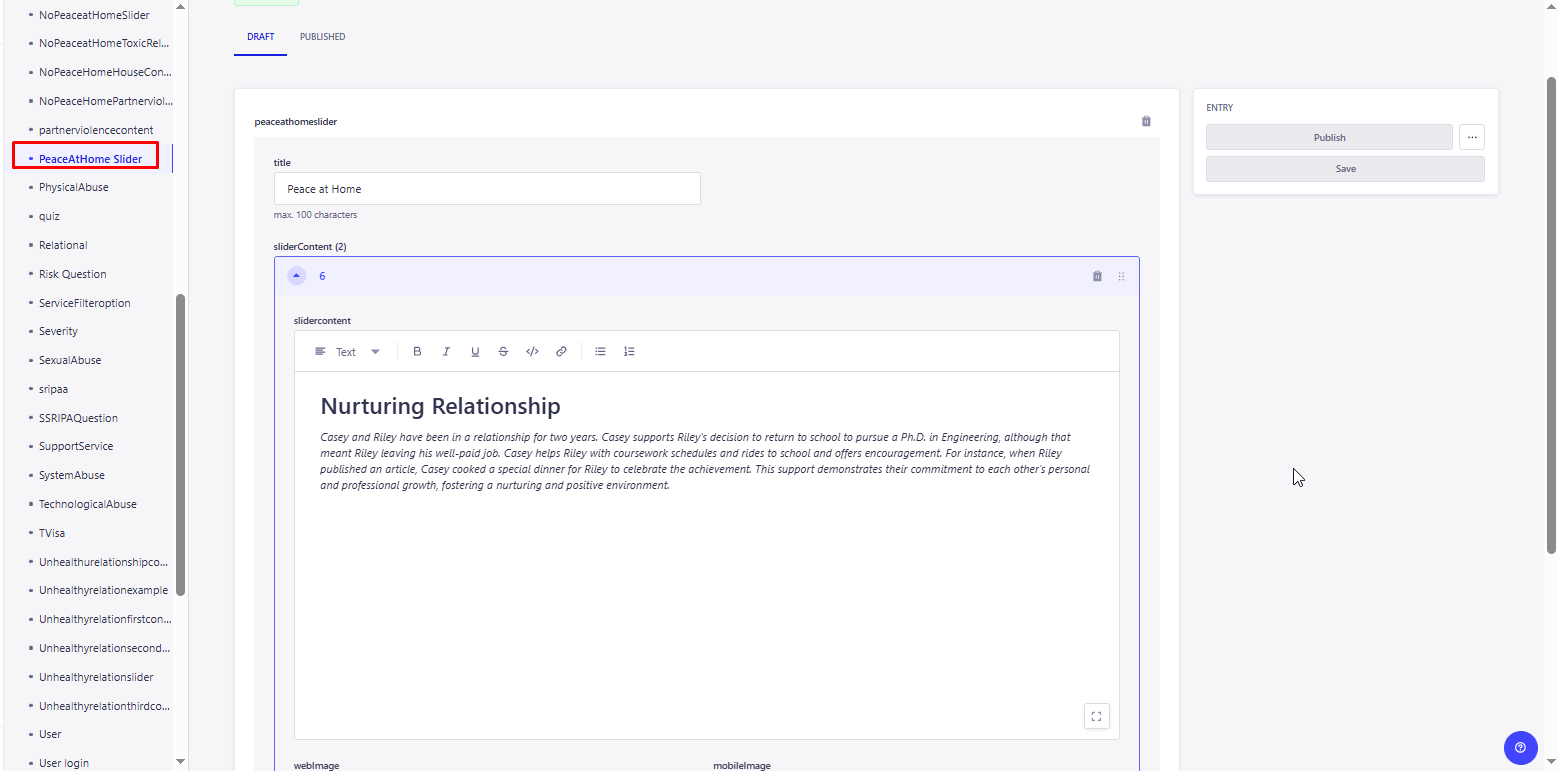 NoPeaceatHomeSlider
NoPeaceatHomeToxicRel...
NoPeaceHomeHouseCon...
NoPeaceHomePartnerviol...
partnerviolencecontent
PeaceAtHome Slider
PhysicalAbuse
quiz
Relational
Risk Question
ServiceFilteroption
Severity
SexualAbuse
sripaa
SSRIPAQuestion
SupportService
SystemAbuse
TechnologicalAbuse
TVisa
Unhealthurelationshipco...
Unhealthyrelationexample
Unhealthyrelationfirstcon...
Unhealthyrelationsecond...
Unhealthyrelationslider
Unhealthyrelationthirdco...
User
User login
DRAFT
PUBLISHED
peaceathomeslider
title
Peace at Home
max. 100 characters
sliderContent (2)
6
slidercontent
Text
Nurturing Relationship
Casey and Riley have been in a relationship for two years. Casey supports Riley's decision to return to school to pursue a Ph.D. in Engineering, although that
meant Riley leaving his well-paid job. Casey helps Riley with coursework schedules and rides to school and offers encouragement. For instance, when Riley
published an article, Casey cooked a special dinner for Riley to celebrate the achievement. This support demonstrates their commitment to each other's personal
and professional growth, fostering a nurturing and positive environment.
webImage
mobileImage
ENTRY
Publish
Save